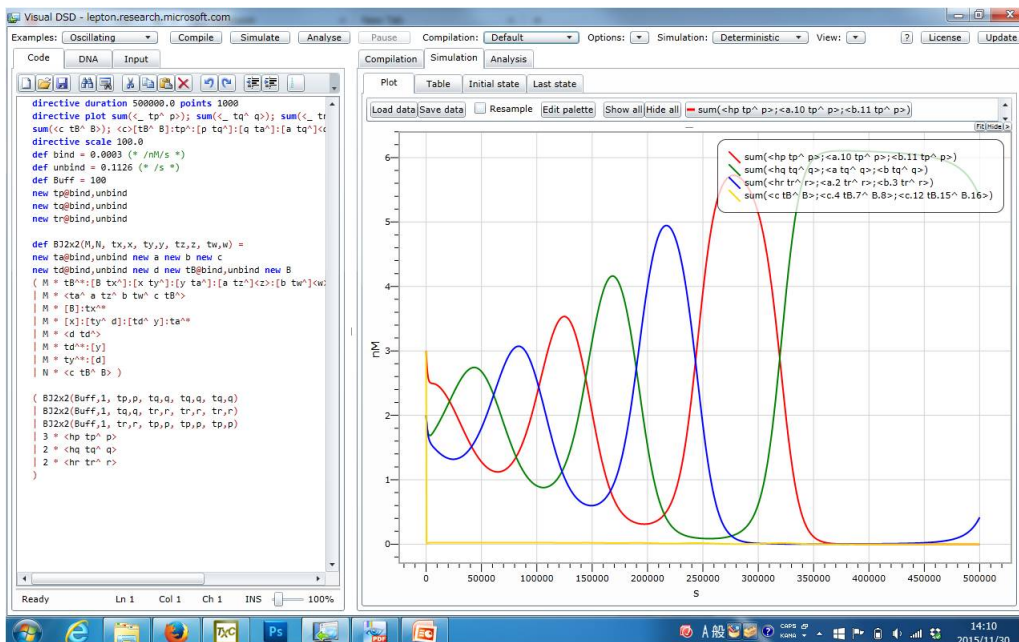 Visual DSD - lepton.research.microsoft.com
Examples: Oscillating Compile Simulate Analyse Pause Compilation: Default Options: Simulation: Deterministic View: ? License Update
Code DNA Input
Compilation Simulation Analysis
Plot Table Initial state Last state
Load data Save data Resample Edit palette Show all Hide all sum(<hp tp^ p>;<a.10 tp^ p>;<b.11 tp^ p>)
Fit Hide >
directive duration 500000.0 points 1000
directive plot sum(<_ tp^ p>); sum(<_ tq^ q>); sum(<_ tr
sum(<c tB^ B>); <c>[tB^ B]:tp^:[p tq^]:[q ta^]:[a tq^]<c
directive scale 100.0
def bind = 0.0003 (* /nM/s *)
def unbind = 0.1126 (* /s *)
def Buff = 100
new tp@bind,unbind
new tq@bind,unbind
new tr@bind,unbind
def BJ2x2(M,N, tx,x, ty,y, tz,z, tw,w) =
new ta@bind,unbind new a new b new c
new td@bind,unbind new d new tB@bind,unbind new B
( M * tB^*:[B tx^]:[x ty^]:[y ta^]:[a tz^]<z>:[b tw^]<w>
| M * <ta^ a tz^ b tw^ c tB^>
| M * [B]:tx^*
| M * [x]:[ty^ d]:[td^ y]:ta^*
| M * <d td^>
| M * td^*:[y]
| M * ty^*:[d]
| N * <c tB^ B> )
( BJ2x2(Buff,1, tp,p, tq,q, tq,q, tq,q)
| BJ2x2(Buff,1, tq,q, tr,r, tr,r, tr,r)
| BJ2x2(Buff,1, tr,r, tp,p, tp,p, tp,p)
| 3 * <hp tp^ p>
| 2 * <hq tq^ q>
| 2 * <hr tr^ r>
)
sum(<hp tp^ p>;<a.10 tp^ p>;<b.11 tp^ p>)
sum(<hq tq^ q>;<a tq^ q>;<b tq^ q>)
sum(<hr tr^ r>;<a.2 tr^ r>;<b.3 tr^ r>)
sum(<c tB^ B>;<c.4 tB.7^ B.8>;<c.12 tB.15^ B.16>)
6
5
4
nM
3
2
1
0
0 50000 100000 150000 200000 250000 300000 350000 400000 450000 500000
s
Ready Ln 1 Col 1 Ch 1 INS 100%
TXC Ps PDF A 般 CAPS KANA 14:10
2015/11/30